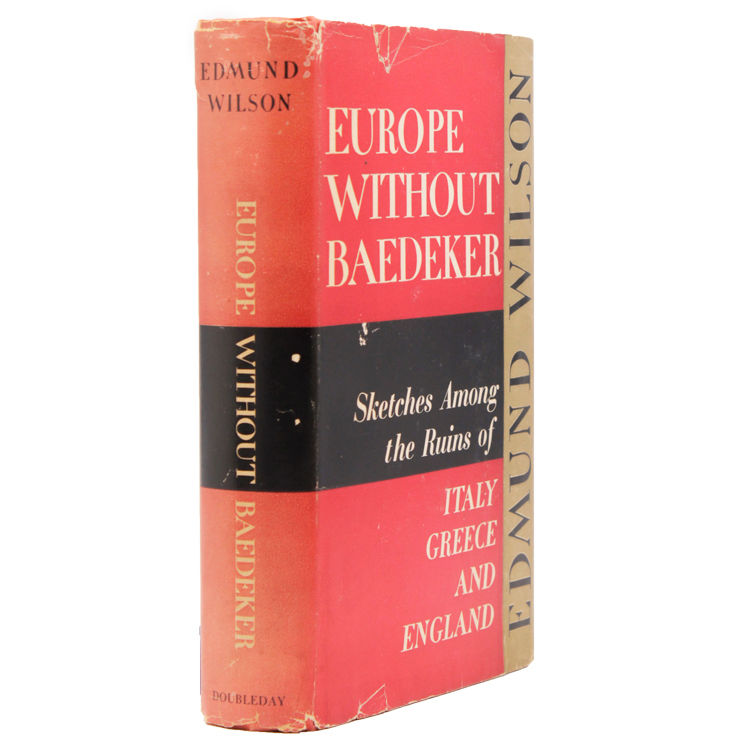 EDMUND
WILSON
EUROPE WITHOUT BAEDEKER
DOUBLEDAY
EUROPE
WITHOUT
BAEDEKER
Sketches Among
the Ruins of
ITALY
GREECE
AND
ENGLAND
EDMUND WILSON